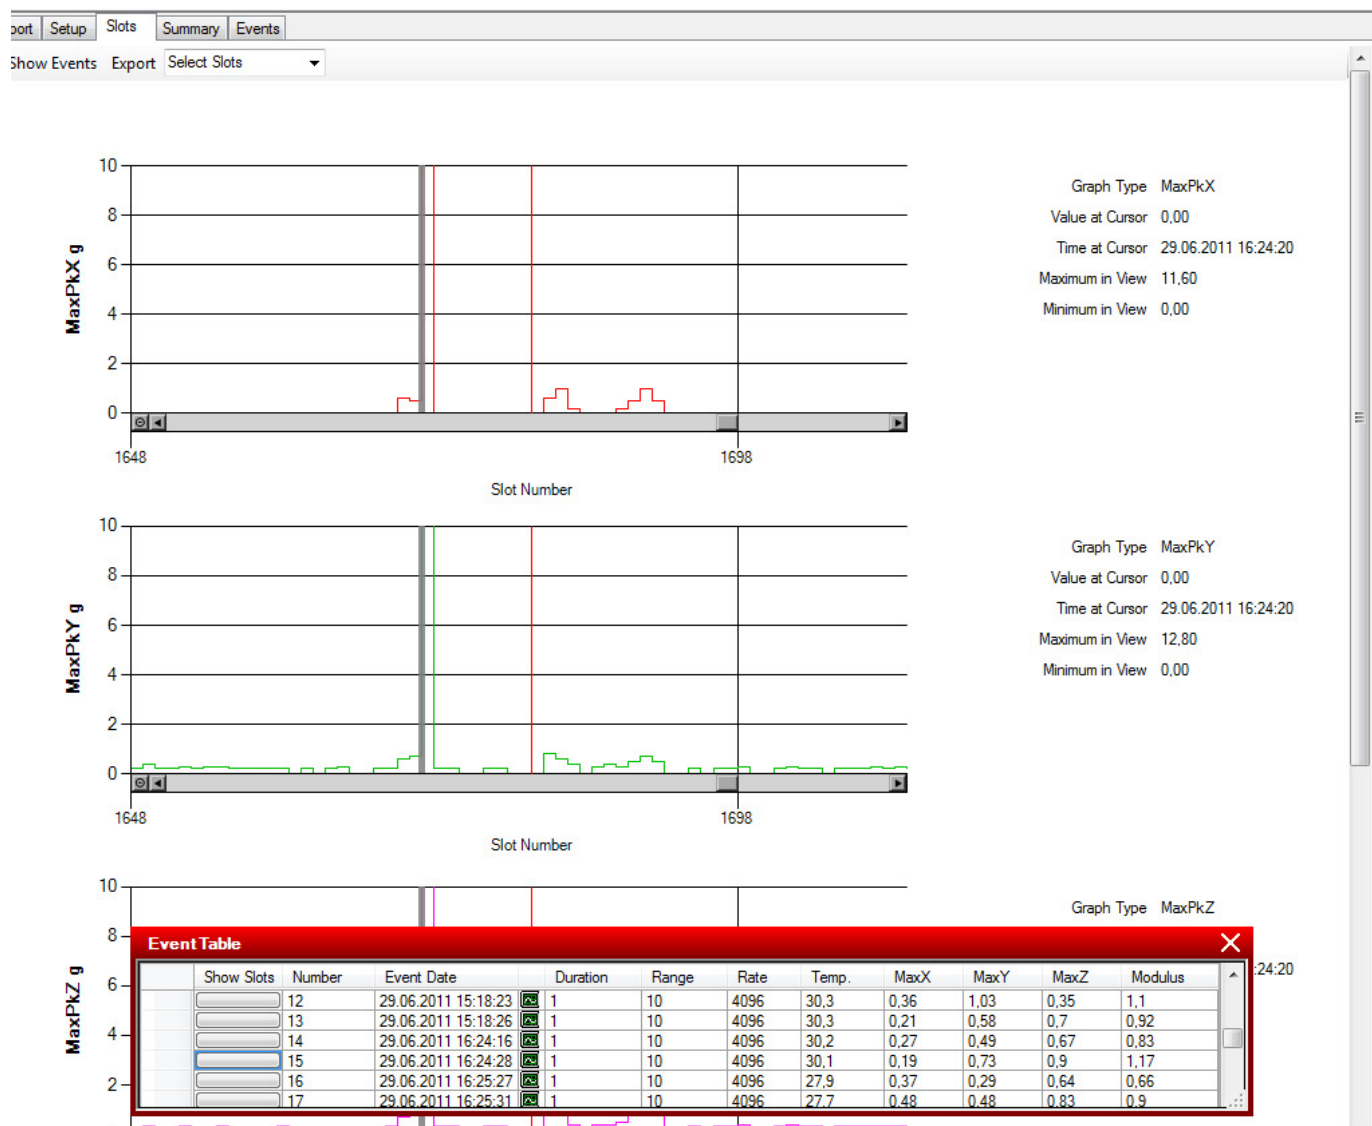 port Setup Slots Summary Events
Show Events Export Select Slots
10
8
6
4
2
0
MaxPkX g
1648 1698
Slot Number
Graph Type MaxPkX
Value at Cursor 0,00
Time at Cursor 29.06.2011 16:24:20
Maximum in View 11,60
Minimum in View 0,00
10
8
6
4
2
0
MaxPkY g
1648 1698
Slot Number
Graph Type MaxPkY
Value at Cursor 0,00
Time at Cursor 29.06.2011 16:24:20
Maximum in View 12,80
Minimum in View 0,00
10
8
6
4
2
MaxPkZ g
Graph Type MaxPkZ
:24:20
Event Table
Show Slots Number Event Date Duration Range Rate Temp. MaxX MaxY MaxZ Modulus
12 29.06.2011 15:18:23 1 10 4096 30,3 0,36 1,03 0,35 1,1
13 29.06.2011 15:18:26 1 10 4096 30,3 0,21 0,58 0,7 0,92
14 29.06.2011 16:24:16 1 10 4096 30,2 0,27 0,49 0,67 0,83
15 29.06.2011 16:24:28 1 10 4096 30,1 0,19 0,73 0,9 1,17
16 29.06.2011 16:25:27 1 10 4096 27,9 0,37 0,29 0,64 0,66
17 29.06.2011 16:25:31 1 10 4096 27,7 0,48 0,48 0,83 0,9